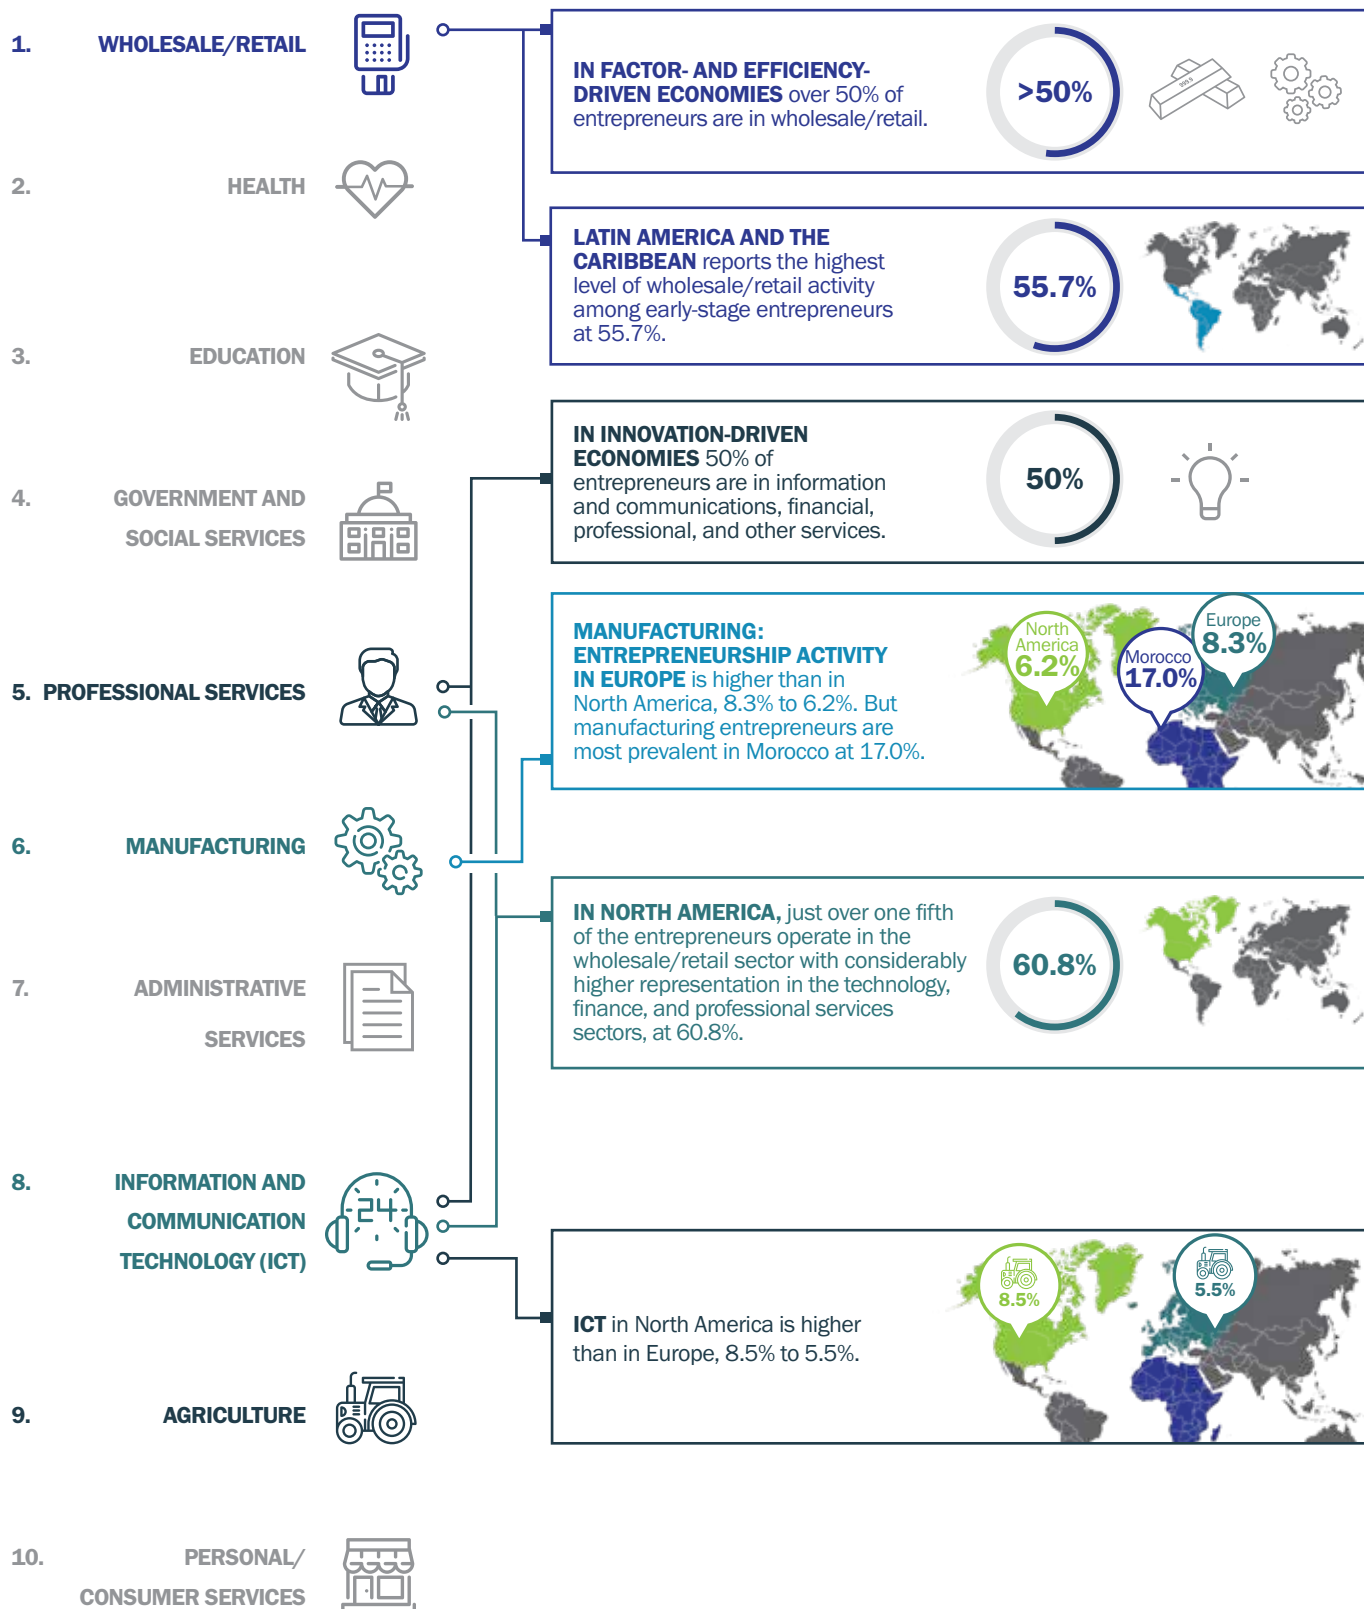 1. WHOLESALE/RETAIL
IN FACTOR- AND EFFICIENCY-
DRIVEN ECONOMIES over 50% of
entrepreneurs are in wholesale/retail.
>50%
999.9
2. HEALTH
LATIN AMERICA AND THE
CARIBBEAN reports the highest
level of wholesale/retail activity
among early-stage entrepreneurs
at 55.7%.
55.7%
3. EDUCATION
IN INNOVATION-DRIVEN
ECONOMIES 50% of
entrepreneurs are in information
and communications, financial,
professional, and other services.
50%
4. GOVERNMENT AND
SOCIAL SERVICES
5. PROFESSIONAL SERVICES
MANUFACTURING:
ENTREPRENEURSHIP ACTIVITY
IN EUROPE is higher than in
North America, 8.3% to 6.2%. But
manufacturing entrepreneurs are
most prevalent in Morocco at 17.0%.
North
America
6.2%
Morocco
17.0%
Europe
8.3%
6. MANUFACTURING
IN NORTH AMERICA, just over one fifth
of the entrepreneurs operate in the
wholesale/retail sector with considerably
higher representation in the technology,
finance, and professional services
sectors, at 60.8%.
60.8%
7. ADMINISTRATIVE
SERVICES
8. INFORMATION AND
COMMUNICATION
TECHNOLOGY (ICT)
24
ICT in North America is higher
than in Europe, 8.5% to 5.5%.
8.5%
5.5%
9. AGRICULTURE
10. PERSONAL/
CONSUMER SERVICES